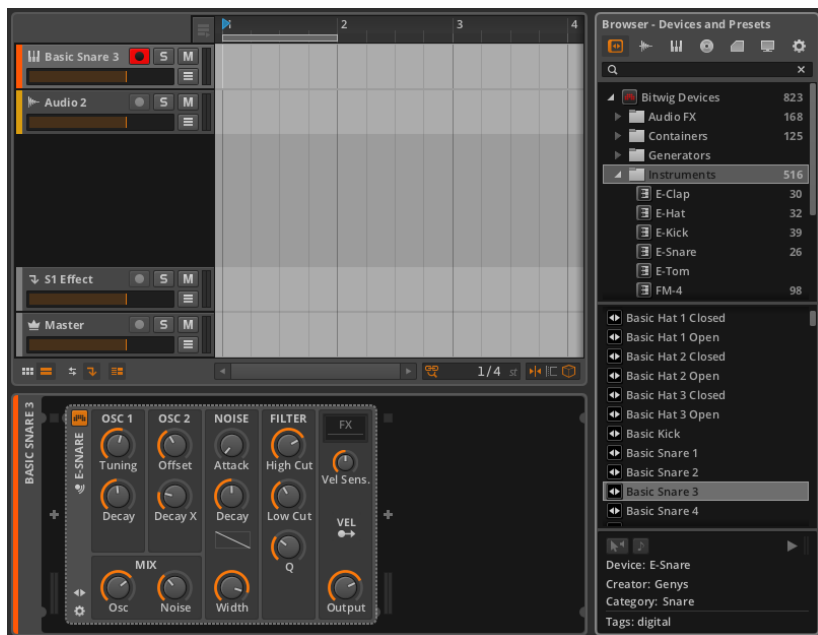 1
2
3
4
Basic Snare 3
S
M
Audio 2
S
M
S1 Effect
S
M
Master
S
M
1/4 st
BASIC SNARE 3
E-SNARE
OSC 1
OSC 2
NOISE
FILTER
FX
Tuning
Offset
Attack
High Cut
Vel Sens.
Decay
Decay X
Decay
Low Cut
VEL
Q
MIX
Osc
Noise
Width
Output
Browser - Devices and Presets
Bitwig Devices 823
Audio FX 168
Containers 125
Generators
Instruments 516
E-Clap 30
E-Hat 32
E-Kick 39
E-Snare 26
E-Tom
FM-4 98
Basic Hat 1 Closed
Basic Hat 1 Open
Basic Hat 2 Closed
Basic Hat 2 Open
Basic Hat 3 Closed
Basic Hat 3 Open
Basic Kick
Basic Snare 1
Basic Snare 2
Basic Snare 3
Basic Snare 4
Device: E-Snare
Creator: Genys
Category: Snare
Tags: digital